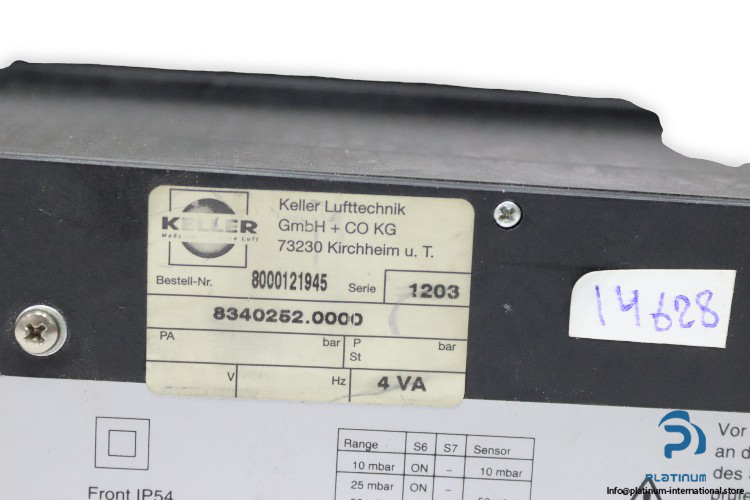 KELLER
Keller Lufttechnik
GmbH + CO KG
73230 Kirchheim u. T.
Bestell-Nr. 8000121945 Serie 1203
8340252.0000
PA bar P St bar
V Hz 4 VA
14628
Front IP54
Range S6 S7 Sensor
10 mbar ON – 10 mbar
25 mbar ON –
Vor
an d
des
PLATINUM
info@platinum-international.store